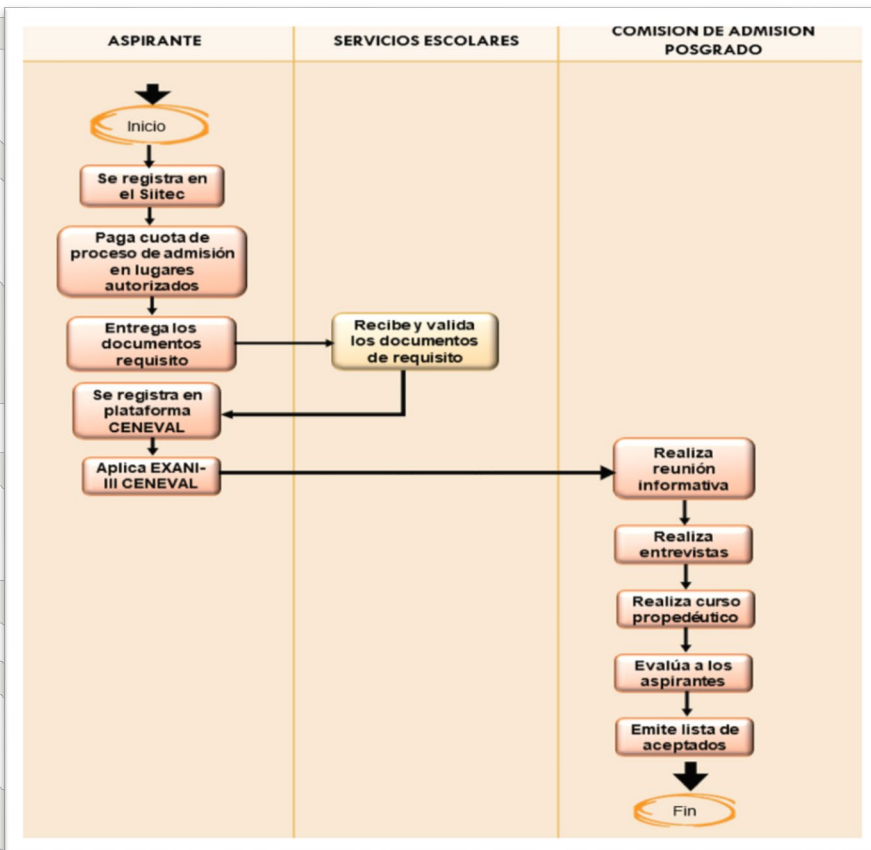 ASPIRANTE
SERVICIOS ESCOLARES
COMISION DE ADMISION
POSGRADO
Inicio
Se registra en
el Siitec
Paga cuota de
proceso de admisión
en lugares
autorizados
Entrega los
documentos
requisito
Recibe y valida
los documentos
de requisito
Se registra en
plataforma
CENEVAL
Aplica EXANI-
III CENEVAL
Realiza
reunión
informativa
Realiza
entrevistas
Realiza curso
propedéutico
Evalúa a los
aspirantes
Emite lista de
aceptados
Fin